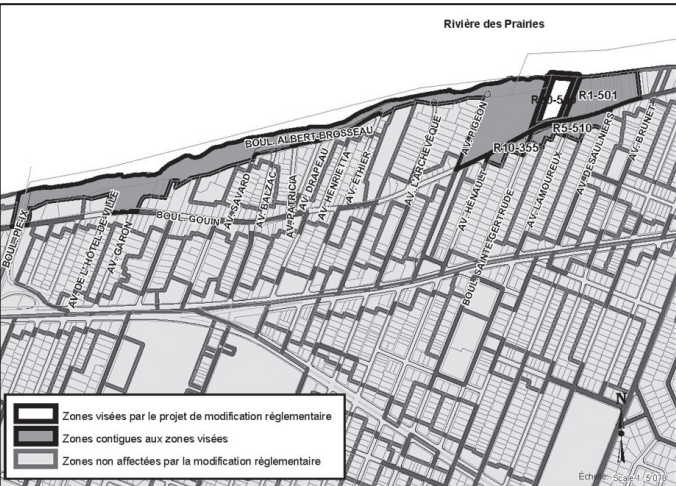 Rivière des Prairies
R1-501
R5-510
R10-355
BOUL. ALBERT-BROSSEAU
BOUL. GOUIN
BOUL. PIE-IX
AV. DE L'HÔTEL-DE-VILLE
AV. GARON
AV. SAVARD
AV. BALZAC
AV. PATRICIA
AV. DRAPEAU
AV. HENRIETTA
AV. ÉTHIER
AV. L'ARCHEVÊQUE
AV. PIGEON
AV. HÉNAULT
BOUL. SAINTE-GERTRUDE
AV. LAMOUREUX
AV. DESAULNIERS
AV. BRUNET
N
Zones visées par le projet de modification règlementaire
Zones contigues aux zones visées
Zones non affectées par la modification règlementaire